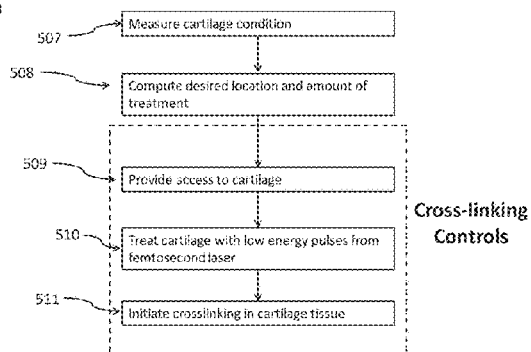 507
Measure cartilage condition
508
Compute desired location and amount of
treatment
509
Provide access to cartilage
Cross-linking
Controls
510
Treat cartilage with low energy pulses from
femtosecond laser
511
Initiate crosslinking in cartilage tissue